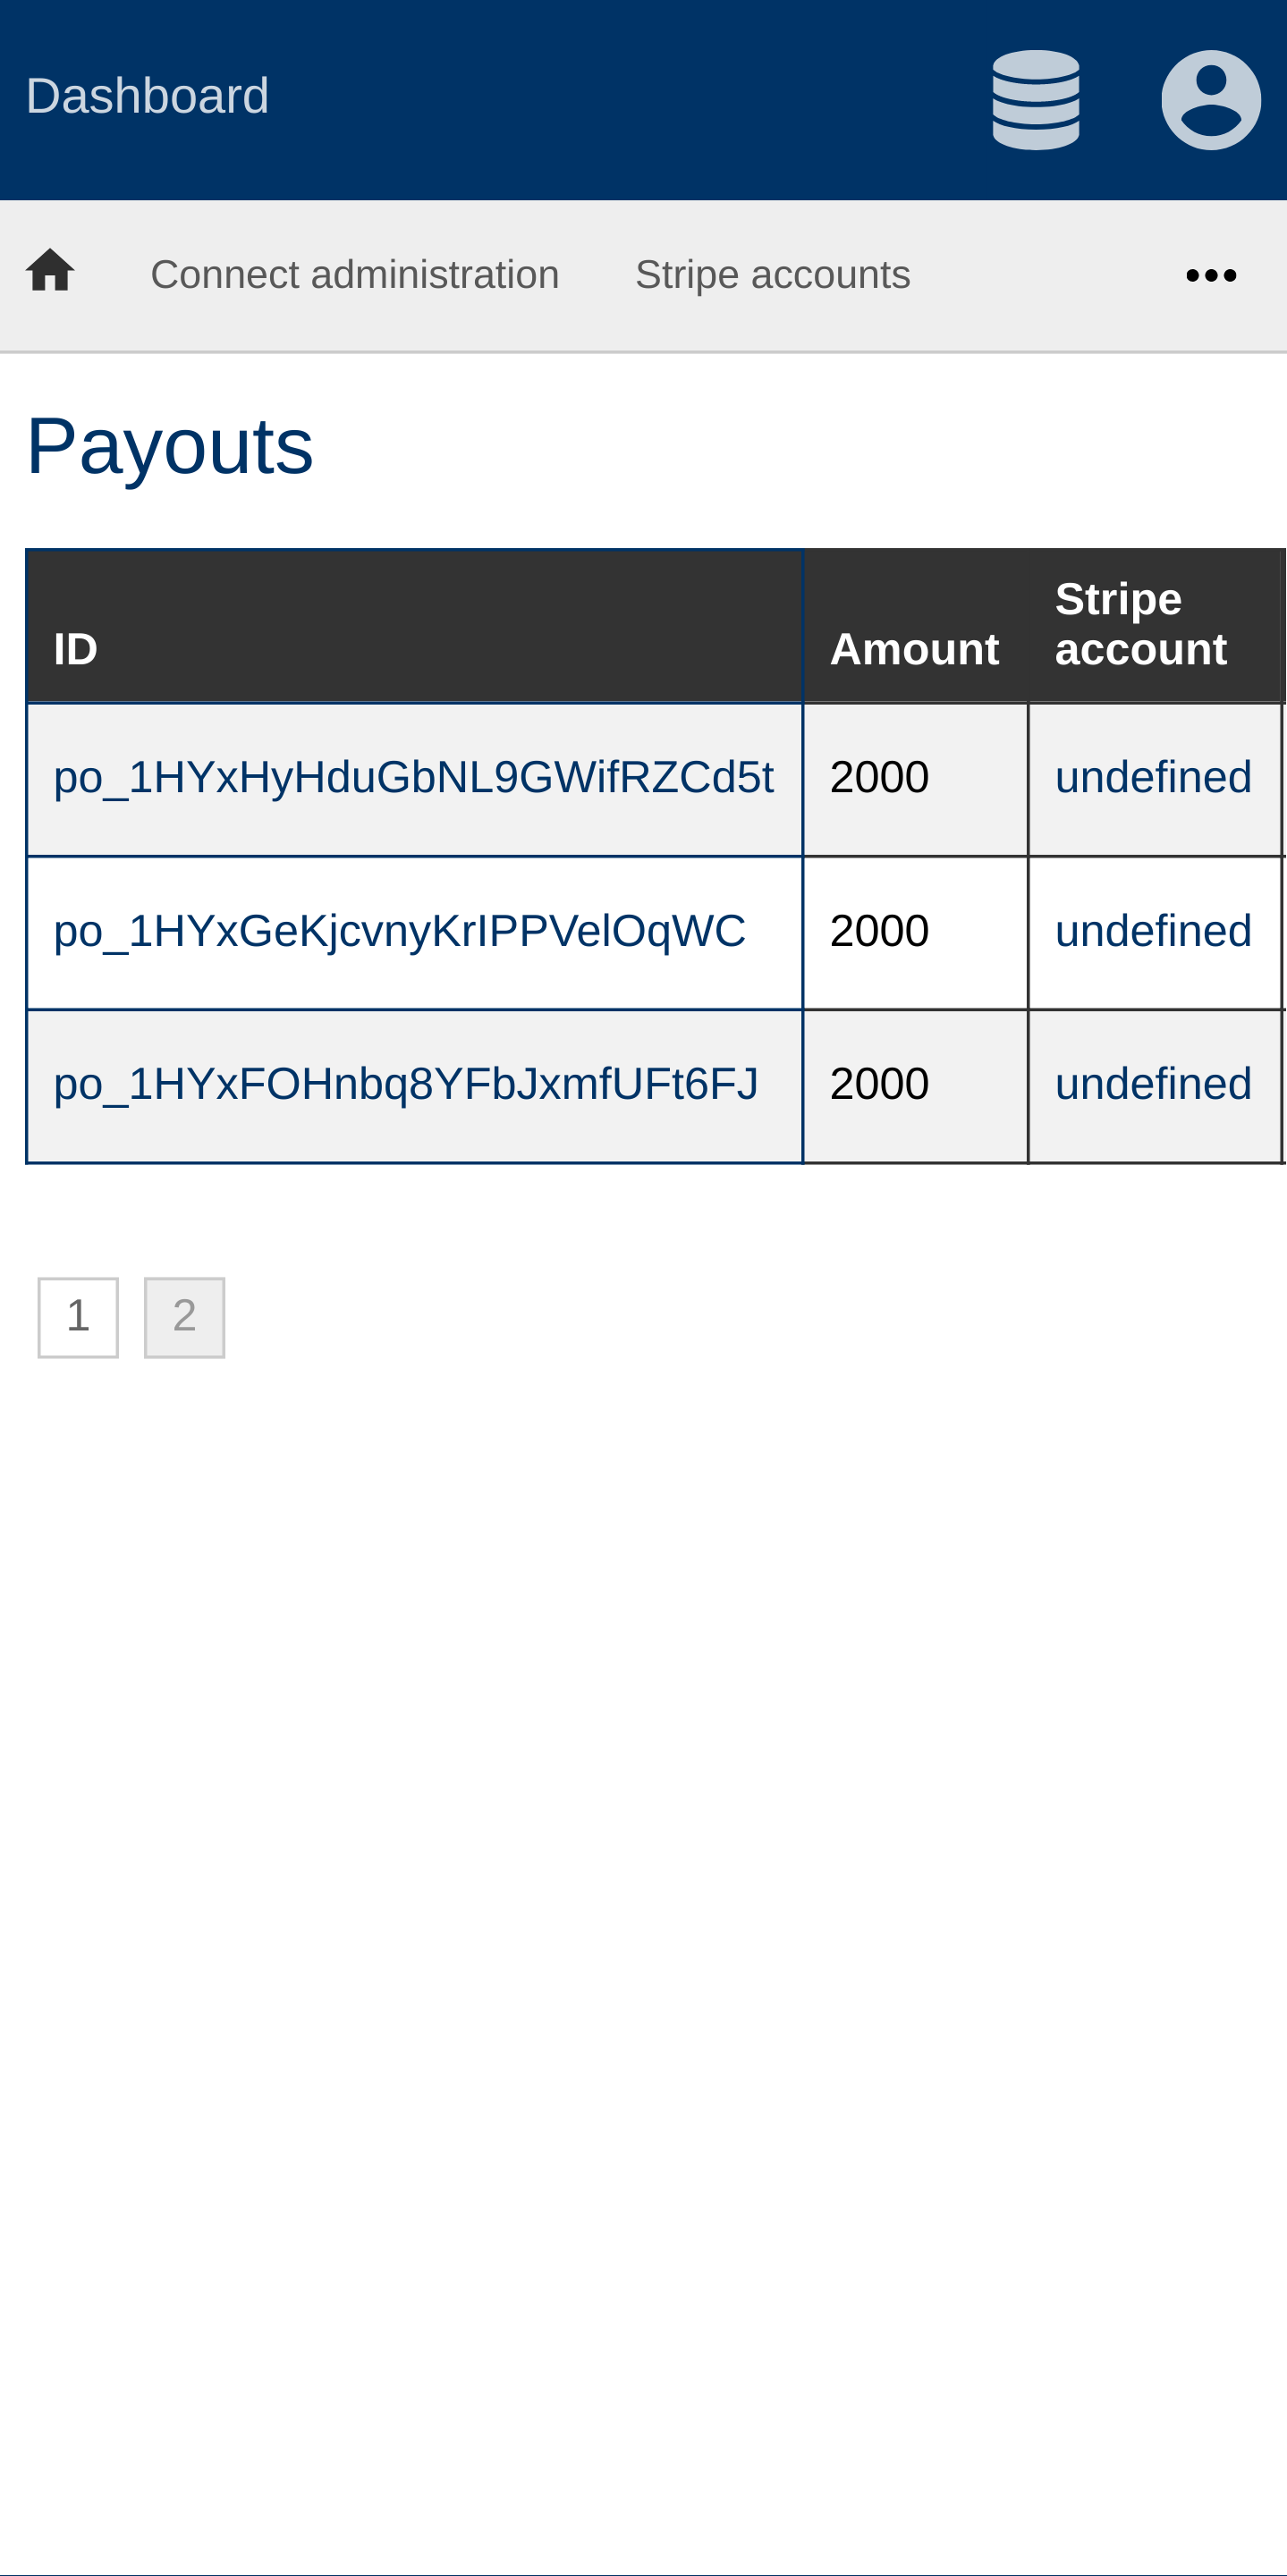 Dashboard
Connect administration Stripe accounts
Payouts
ID Amount Stripe account
po_1HYxHyHduGbNL9GWifRZCd5t 2000 undefined
po_1HYxGeKjcvnyKrIPPVelOqWC 2000 undefined
po_1HYxFOHnbq8YFbJxmfUFt6FJ 2000 undefined
1 2